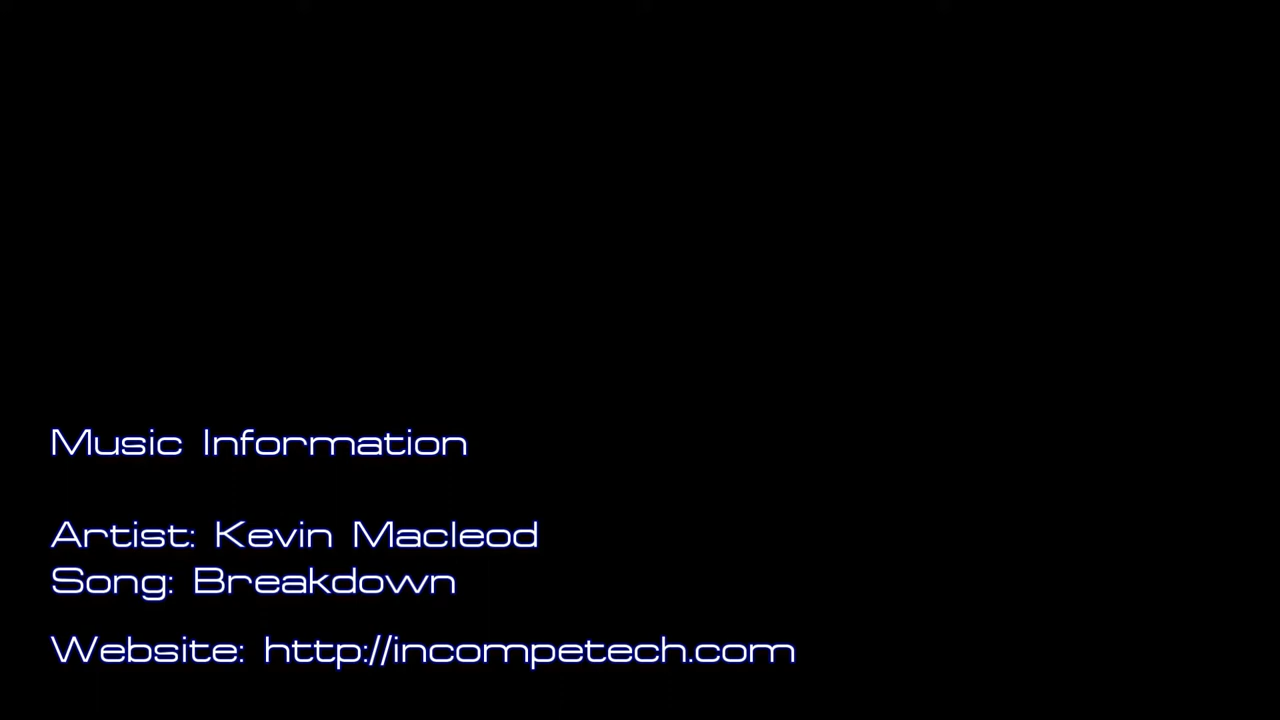 Music Information
Artist: Kevin Macleod
Song: Breakdown
Website: http://incompetech.com